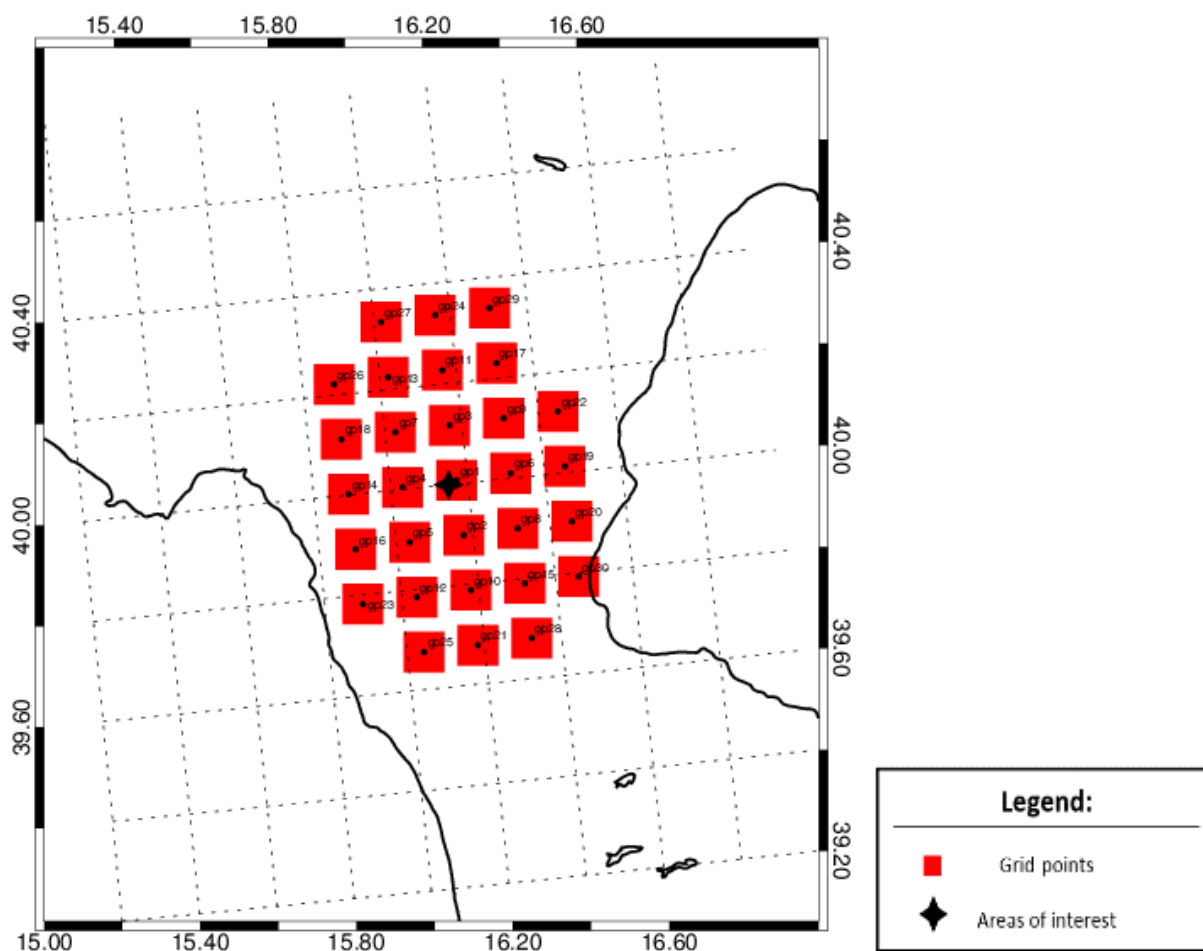 15.40 15.80 16.20 16.60
40.40
40.00
39.60
40.40
40.00
39.60
39.20
gp27 gp24 gp29
gp26 gp13 gp11 gp17
gp18 gp7 gp3 gp9 gp22
gp14 gp4 gp1 gp6 gp19
gp16 gp5 gp2 gp8 gp20
gp23 gp12 gp10 gp15 gp30
gp25 gp21 gp28
15.00 15.40 15.80 16.20 16.60
Legend:
Grid points
Areas of interest